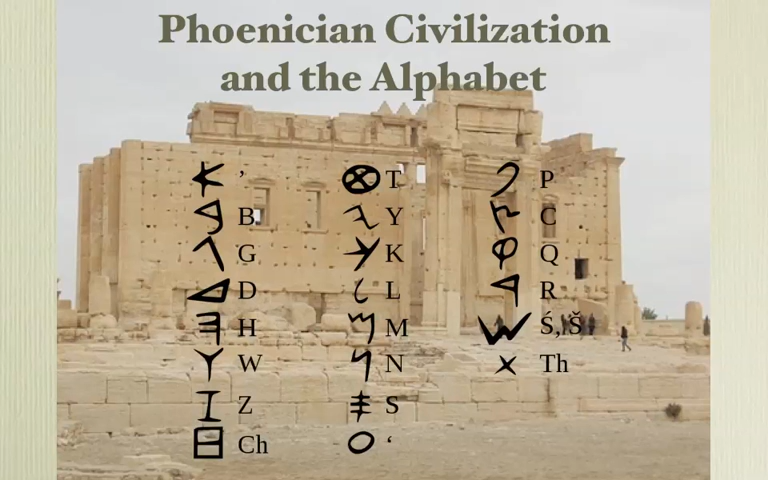 Phoenician Civilization
and the Alphabet
𐤀 ’
𐤁 B
𐤂 G
𐤃 D
𐤄 H
𐤅 W
𐤆 Z
𐤇 Ch
𐤈 T
𐤉 Y
𐤊 K
𐤋 L
𐤌 M
𐤍 N
𐤎 S
𐤏 ‘
𐤐 P
𐤑 C
𐤒 Q
𐤓 R
𐤔 Ś, Š
𐤕 Th